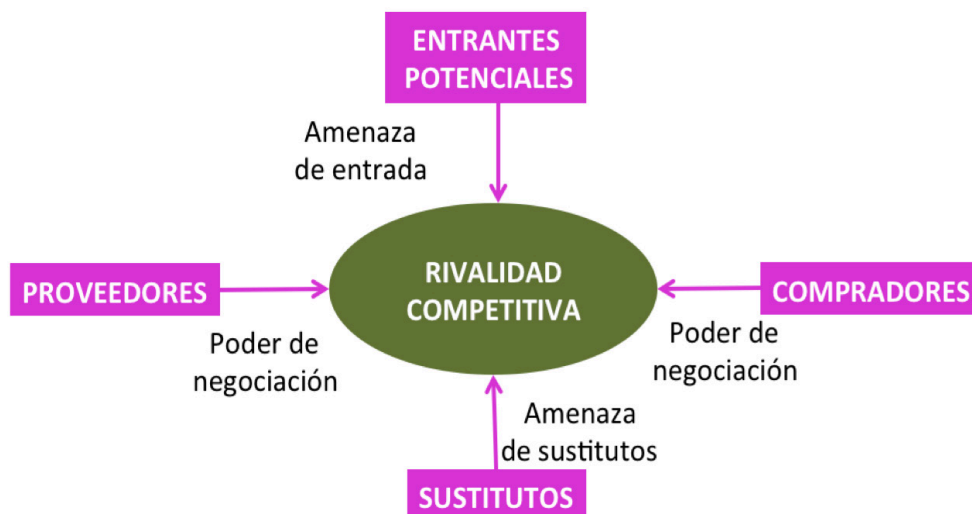 ENTRANTES
POTENCIALES
Amenaza
de entrada
RIVALIDAD
COMPETITIVA
PROVEEDORES
COMPRADORES
Poder de
negociación
Poder de
negociación
Amenaza
de sustitutos
SUSTITUTOS